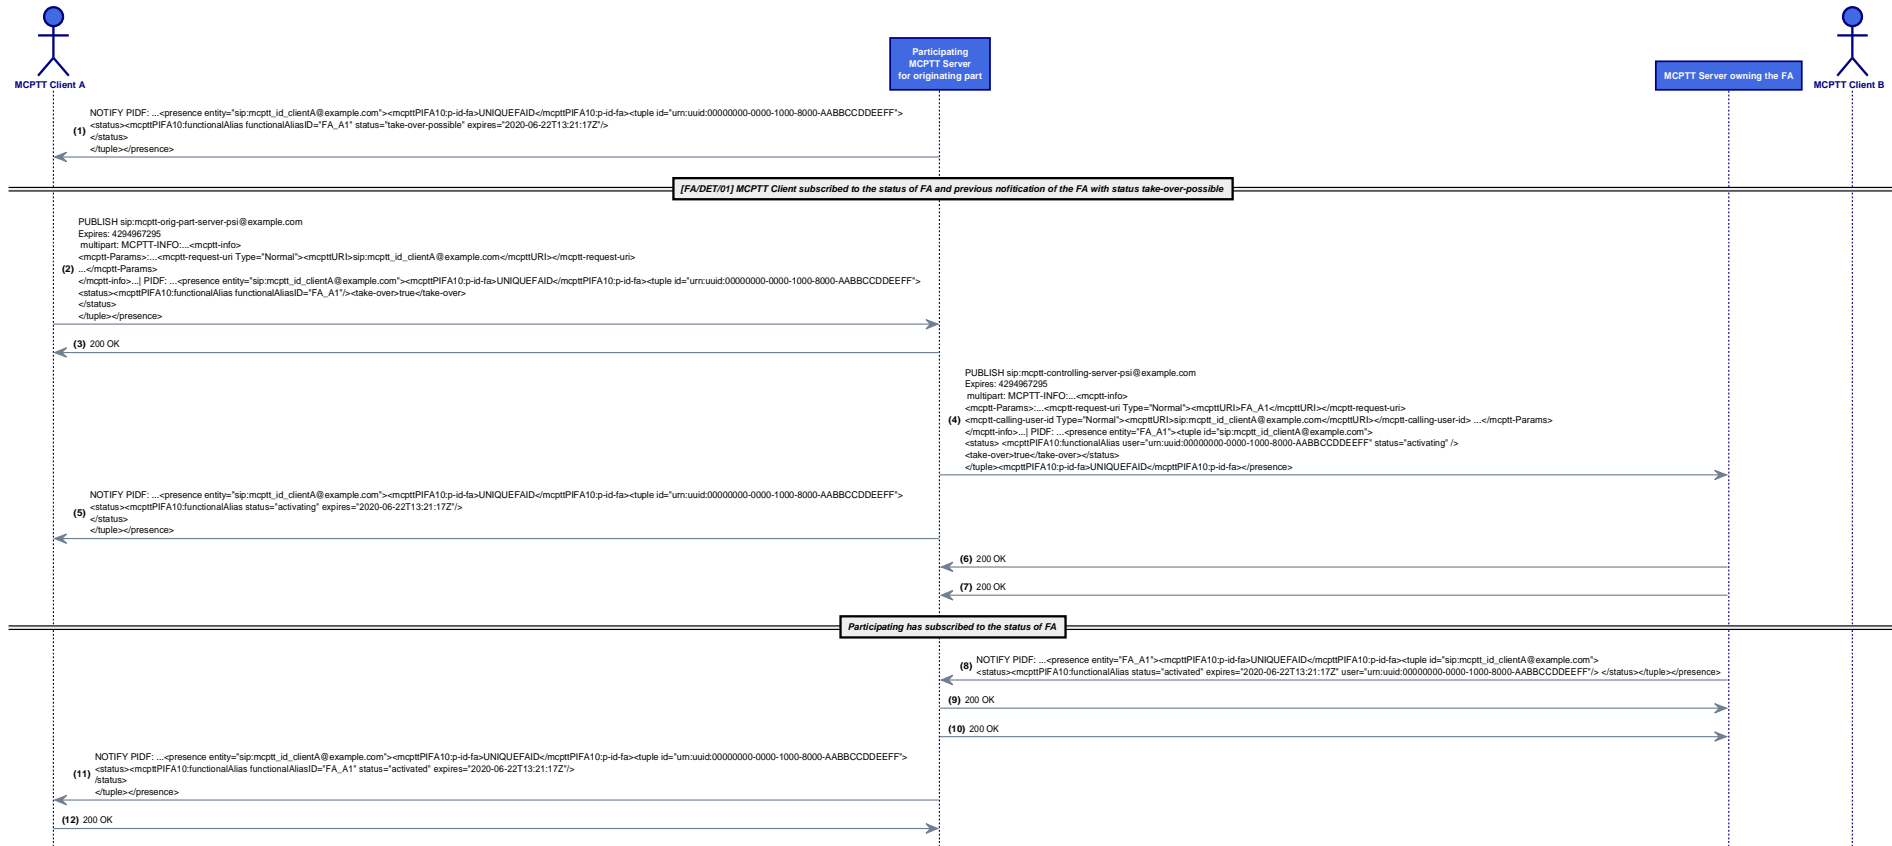 Participating
MCPTT Server
for originating part
MCPTT Server owning the FA
MCPTT Client A
MCPTT Client B
NOTIFY PIDF: ...<presence entity="sip:mcptt_id_clientA@example.com"><mcpttPIFA10:p-id-fa>UNIQUEFAID</mcpttPIFA10:p-id-fa><tuple id="urn:uuid:00000000-0000-1000-8000-AABBCCDDEEFF">
(1) <status><mcpttPIFA10:functionalAlias functionalAliasID="FA_A1" status="take-over-possible" expires="2020-06-22T13:21:17Z"/>
</status>
</tuple></presence>
[FA/DET/01] MCPTT Client subscribed to the status of FA and previous nofitication of the FA with status take-over-possible
PUBLISH sip:mcptt-orig-part-server-psi@example.com
Expires: 4294967295
multipart: MCPTT-INFO:...<mcptt-info>
<mcptt-Params>:...<mcptt-request-uri Type="Normal"><mcpttURI>sip:mcptt_id_clientA@example.com</mcpttURI></mcptt-request-uri>
(2) ...</mcptt-Params>
</mcptt-info>...| PIDF: ...<presence entity="sip:mcptt_id_clientA@example.com"><mcpttPIFA10:p-id-fa>UNIQUEFAID</mcpttPIFA10:p-id-fa><tuple id="urn:uuid:00000000-0000-1000-8000-AABBCCDDEEFF">
<status><mcpttPIFA10:functionalAlias functionalAliasID="FA_A1"/><take-over>true</take-over>
</status>
</tuple></presence>
(3) 200 OK
PUBLISH sip:mcptt-controlling-server-psi@example.com
Expires: 4294967295
multipart: MCPTT-INFO:...<mcptt-info>
<mcptt-Params>:...<mcptt-request-uri Type="Normal"><mcpttURI>FA_A1</mcpttURI></mcptt-request-uri>
(4) <mcptt-calling-user-id Type="Normal"><mcpttURI>sip:mcptt_id_clientA@example.com</mcpttURI></mcptt-calling-user-id> ...</mcptt-Params>
</mcptt-info>...| PIDF: ...<presence entity="FA_A1"><tuple id="sip:mcptt_id_clientA@example.com">
<status> <mcpttPIFA10:functionalAlias user="urn:uuid:00000000-0000-1000-8000-AABBCCDDEEFF" status="activating" />
<take-over>true</take-over></status>
</tuple><mcpttPIFA10:p-id-fa>UNIQUEFAID</mcpttPIFA10:p-id-fa></presence>
NOTIFY PIDF: ...<presence entity="sip:mcptt_id_clientA@example.com"><mcpttPIFA10:p-id-fa>UNIQUEFAID</mcpttPIFA10:p-id-fa><tuple id="urn:uuid:00000000-0000-1000-8000-AABBCCDDEEFF">
<status><mcpttPIFA10:functionalAlias status="activating" expires="2020-06-22T13:21:17Z"/>
(5) </status>
</tuple></presence>
(6) 200 OK
(7) 200 OK
Participating has subscribed to the status of FA
(8) NOTIFY PIDF: ...<presence entity="FA_A1"><mcpttPIFA10:p-id-fa>UNIQUEFAID</mcpttPIFA10:p-id-fa><tuple id="sip:mcptt_id_clientA@example.com">
<status><mcpttPIFA10:functionalAlias status="activated" expires="2020-06-22T13:21:17Z" user="urn:uuid:00000000-0000-1000-8000-AABBCCDDEEFF"/> </status></tuple></presence>
(9) 200 OK
(10) 200 OK
NOTIFY PIDF: ...<presence entity="sip:mcptt_id_clientA@example.com"><mcpttPIFA10:p-id-fa>UNIQUEFAID</mcpttPIFA10:p-id-fa><tuple id="urn:uuid:00000000-0000-1000-8000-AABBCCDDEEFF">
(11) <status><mcpttPIFA10:functionalAlias functionalAliasID="FA_A1" status="activated" expires="2020-06-22T13:21:17Z"/>
/status>
</tuple></presence>
(12) 200 OK